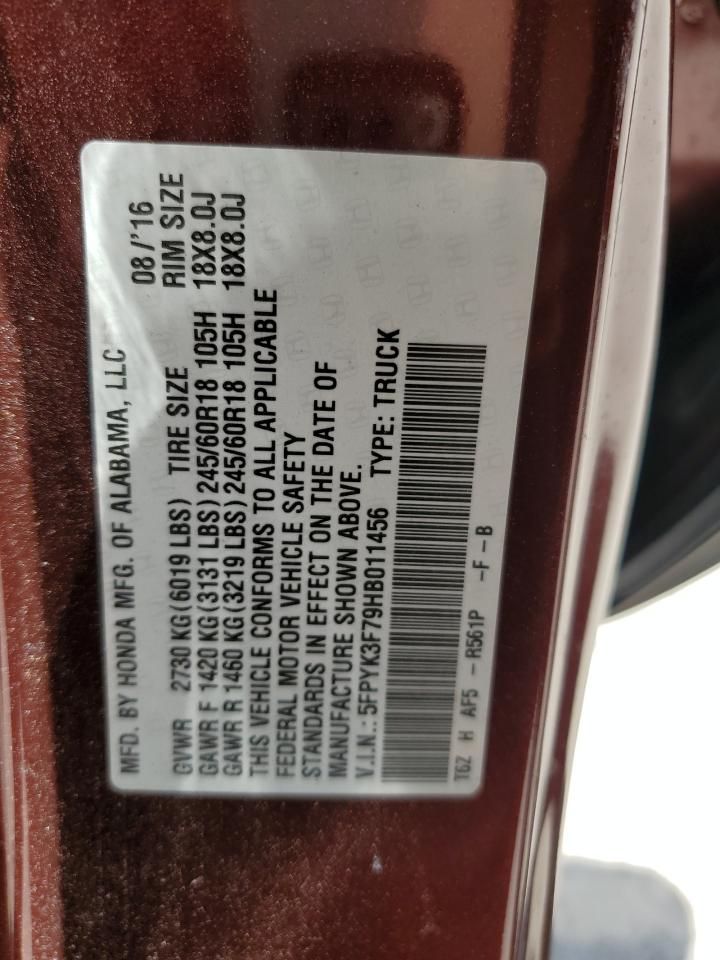 MFD. BY HONDA MFG. OF ALABAMA, LLC 08/'16
GVWR 2730 KG (6019 LBS) TIRE SIZE RIM SIZE
GAWR F 1420 KG (3131 LBS) 245/60R18 105H 18X8.0J
GAWR R 1460 KG (3219 LBS) 245/60R18 105H 18X8.0J
THIS VEHICLE CONFORMS TO ALL APPLICABLE
FEDERAL MOTOR VEHICLE SAFETY
STANDARDS IN EFFECT ON THE DATE OF
MANUFACTURE SHOWN ABOVE.
V.I.N.: 5FPYK3F79HB011456 TYPE: TRUCK
T6Z H AF5 - R561P - F - B